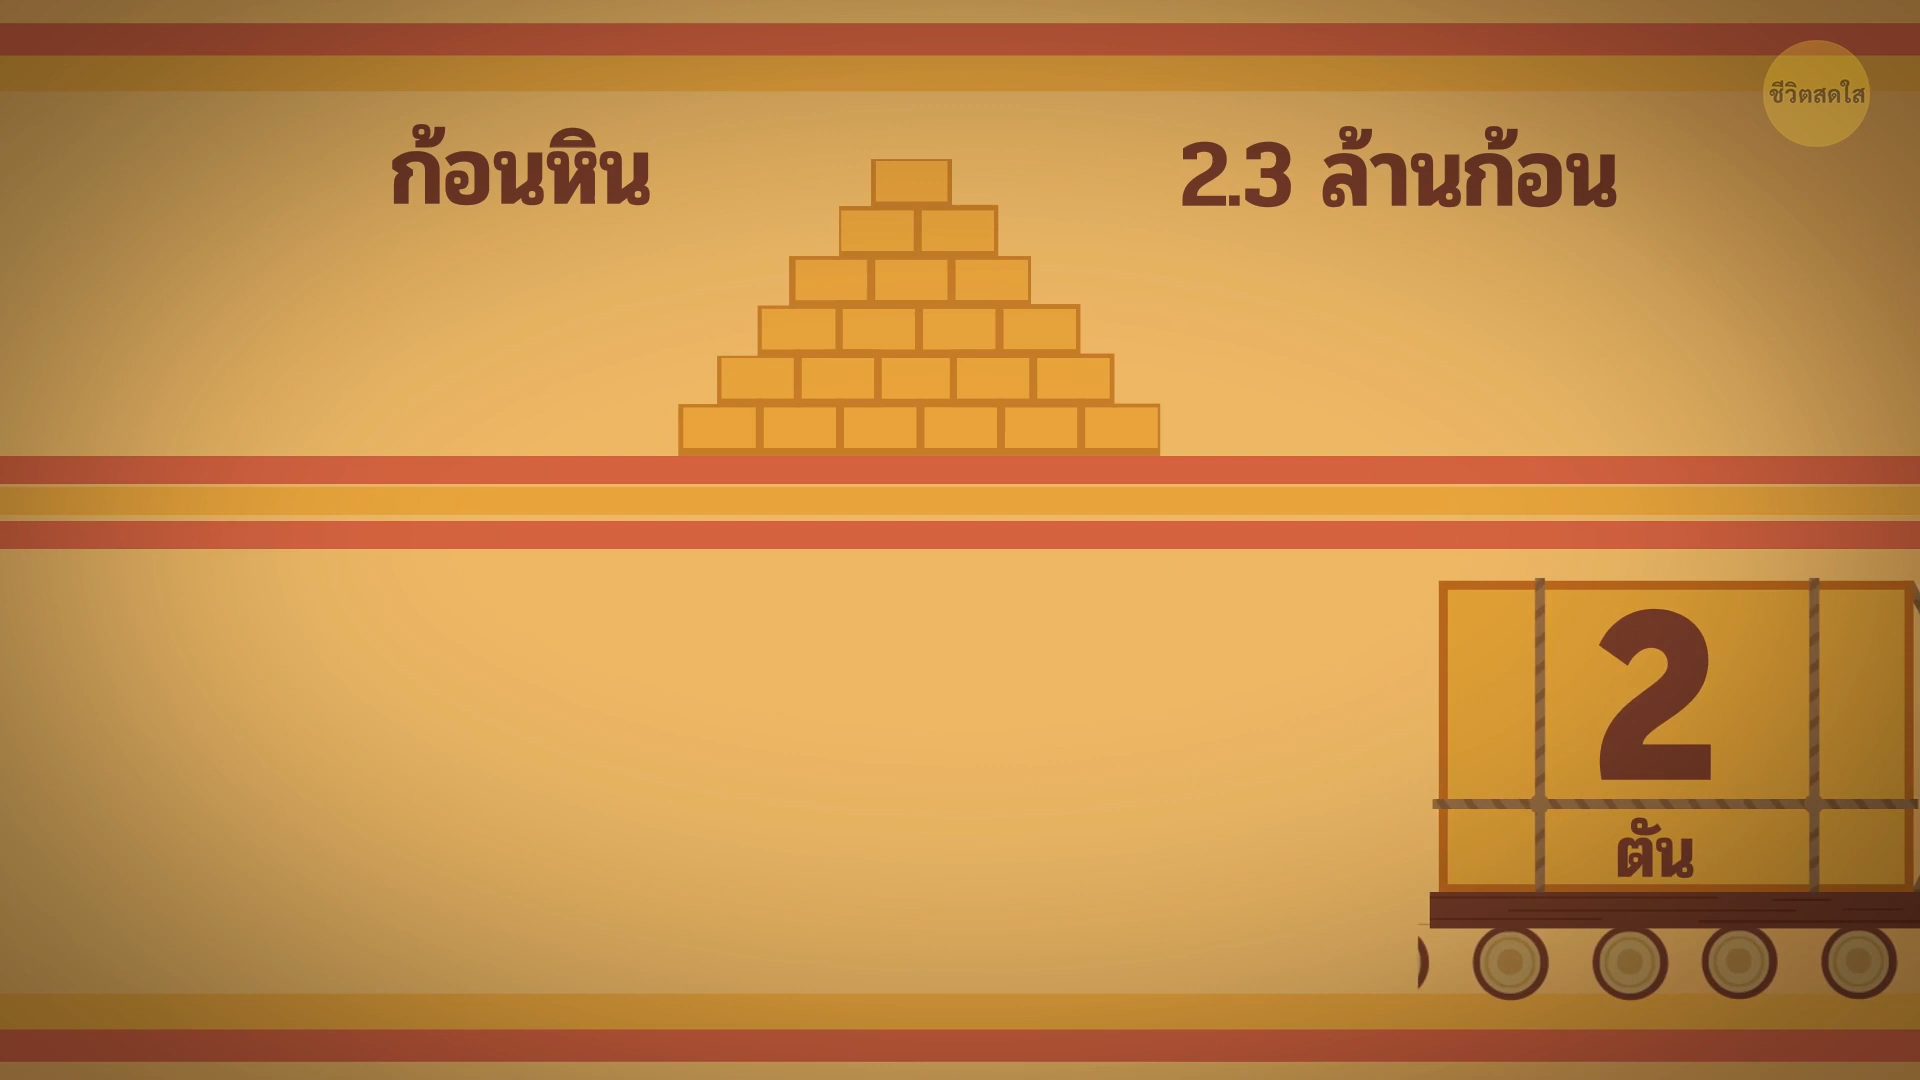 ชีวิตสดใส
ก้อนหิน
2.3 ล้านก้อน
2
ตัน